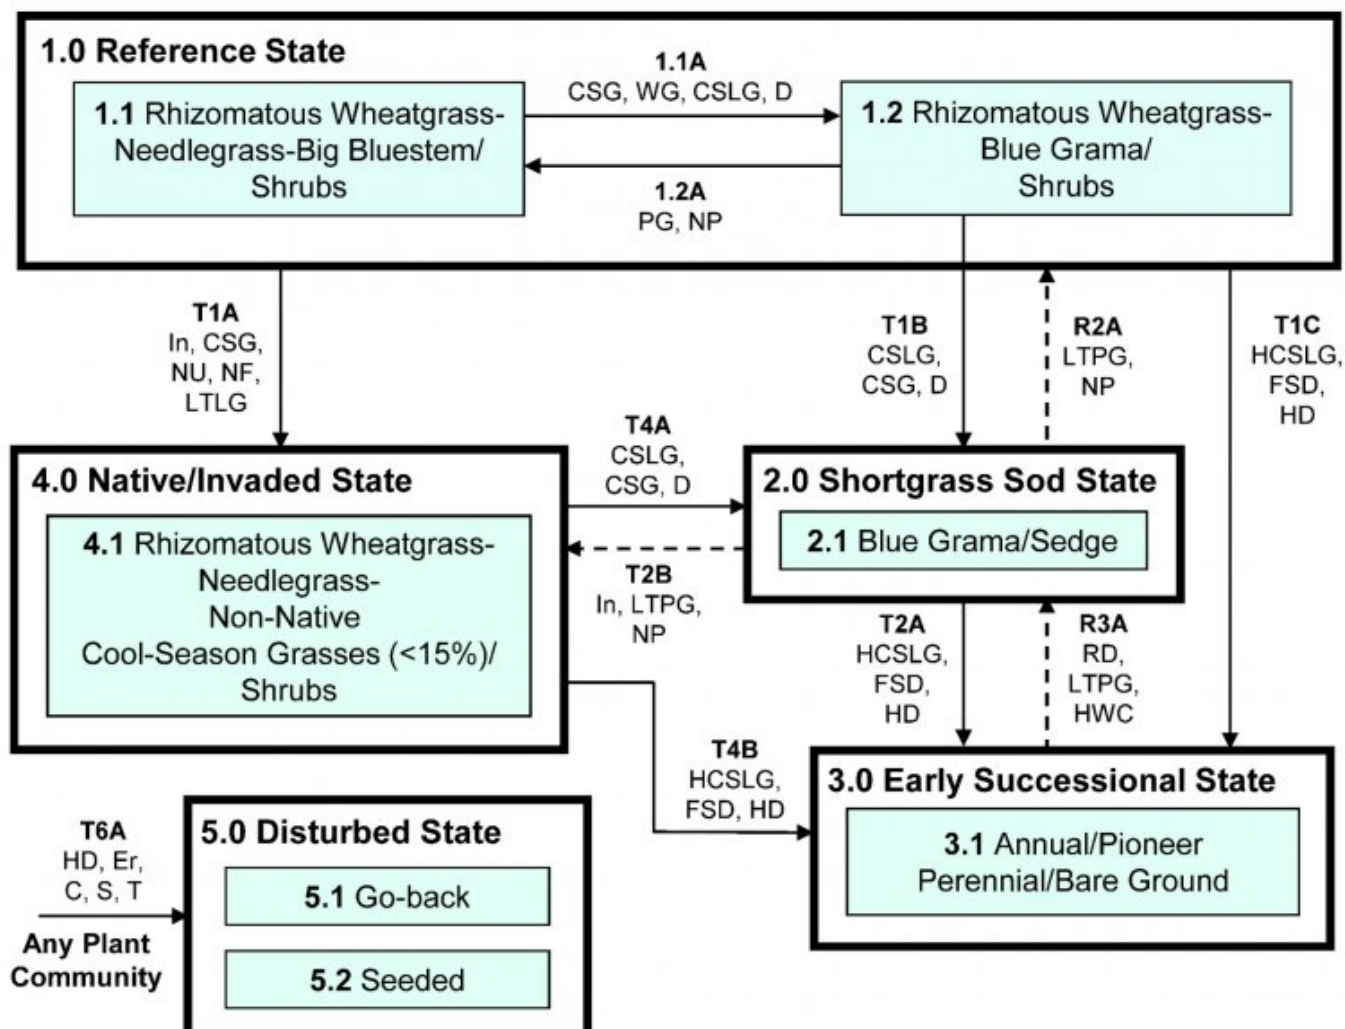 1.0 Reference State
1.1 Rhizomatous Wheatgrass-
Needlegrass-Big Bluestem/
Shrubs
1.1A
CSG, WG, CSLG, D
1.2A
PG, NP
1.2 Rhizomatous Wheatgrass-
Blue Grama/
Shrubs
T1A
In, CSG,
NU, NF,
LTLG
T1B
CSLG,
CSG, D
R2A
LTPG,
NP
T1C
HCSLG,
FSD,
HD
4.0 Native/Invaded State
4.1 Rhizomatous Wheatgrass-
Needlegrass-
Non-Native
Cool-Season Grasses (<15%)/
Shrubs
T4A
CSLG,
CSG, D
T2B
In, LTPG,
NP
2.0 Shortgrass Sod State
2.1 Blue Grama/Sedge
T2A
HCSLG,
FSD,
HD
R3A
RD,
LTPG,
HWC
T4B
HCSLG,
FSD, HD
3.0 Early Successional State
3.1 Annual/Pioneer
Perennial/Bare Ground
T6A
HD, Er,
C, S, T
Any Plant
Community
5.0 Disturbed State
5.1 Go-back
5.2 Seeded